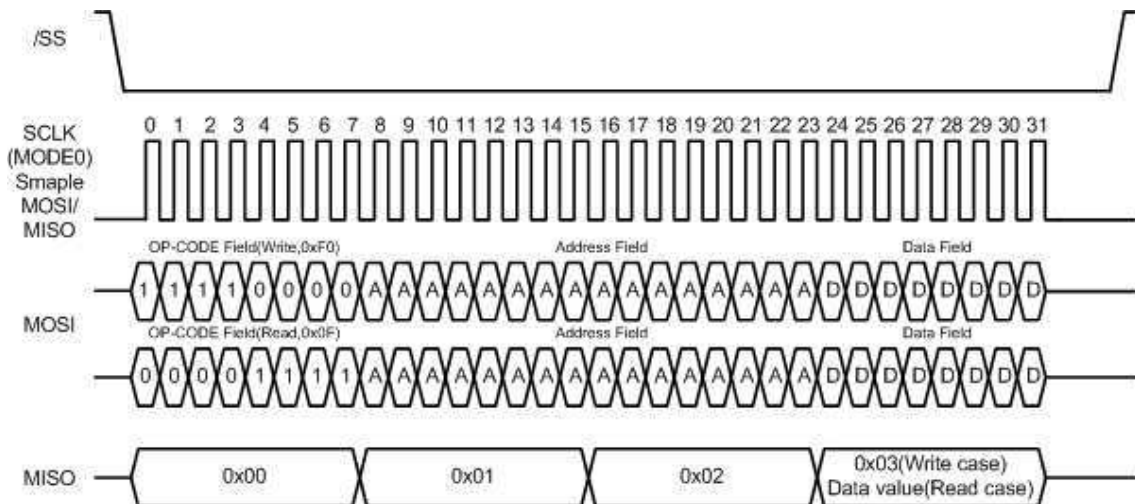 /SS
0 1 2 3 4 5 6 7 8 9 10 11 12 13 14 15 16 17 18 19 20 21 22 23 24 25 26 27 28 29 30 31
SCLK
(MODE0)
Smaple
MOSI/
MISO
OP-CODE Field(Write,0xF0) Address Field Data Field
1 1 1 1 0 0 0 0 A A A A A A A A A A A A A A A A D D D D D D D D
MOSI
OP-CODE Field(Read,0x0F) Address Field Data Field
0 0 0 0 1 1 1 1 A A A A A A A A A A A A A A A A D D D D D D D D
MISO 0x00 0x01 0x02 0x03(Write case)
Data value(Read case)